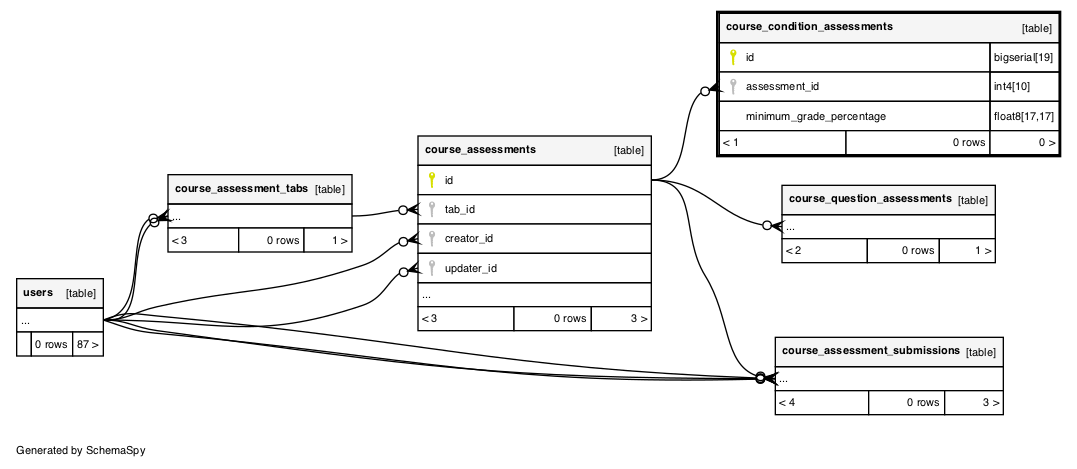 course_condition_assessments [table]
id bigserial[19]
assessment_id int4[10]
minimum_grade_percentage float8[17,17]
< 1 0 rows 0 >
course_assessments [table]
id
tab_id
creator_id
updater_id
...
< 3 0 rows 3 >
course_assessment_tabs [table]
...
< 3 0 rows 1 >
course_question_assessments [table]
...
< 2 0 rows 1 >
users [table]
...
0 rows 87 >
course_assessment_submissions [table]
...
< 4 0 rows 3 >
Generated by SchemaSpy